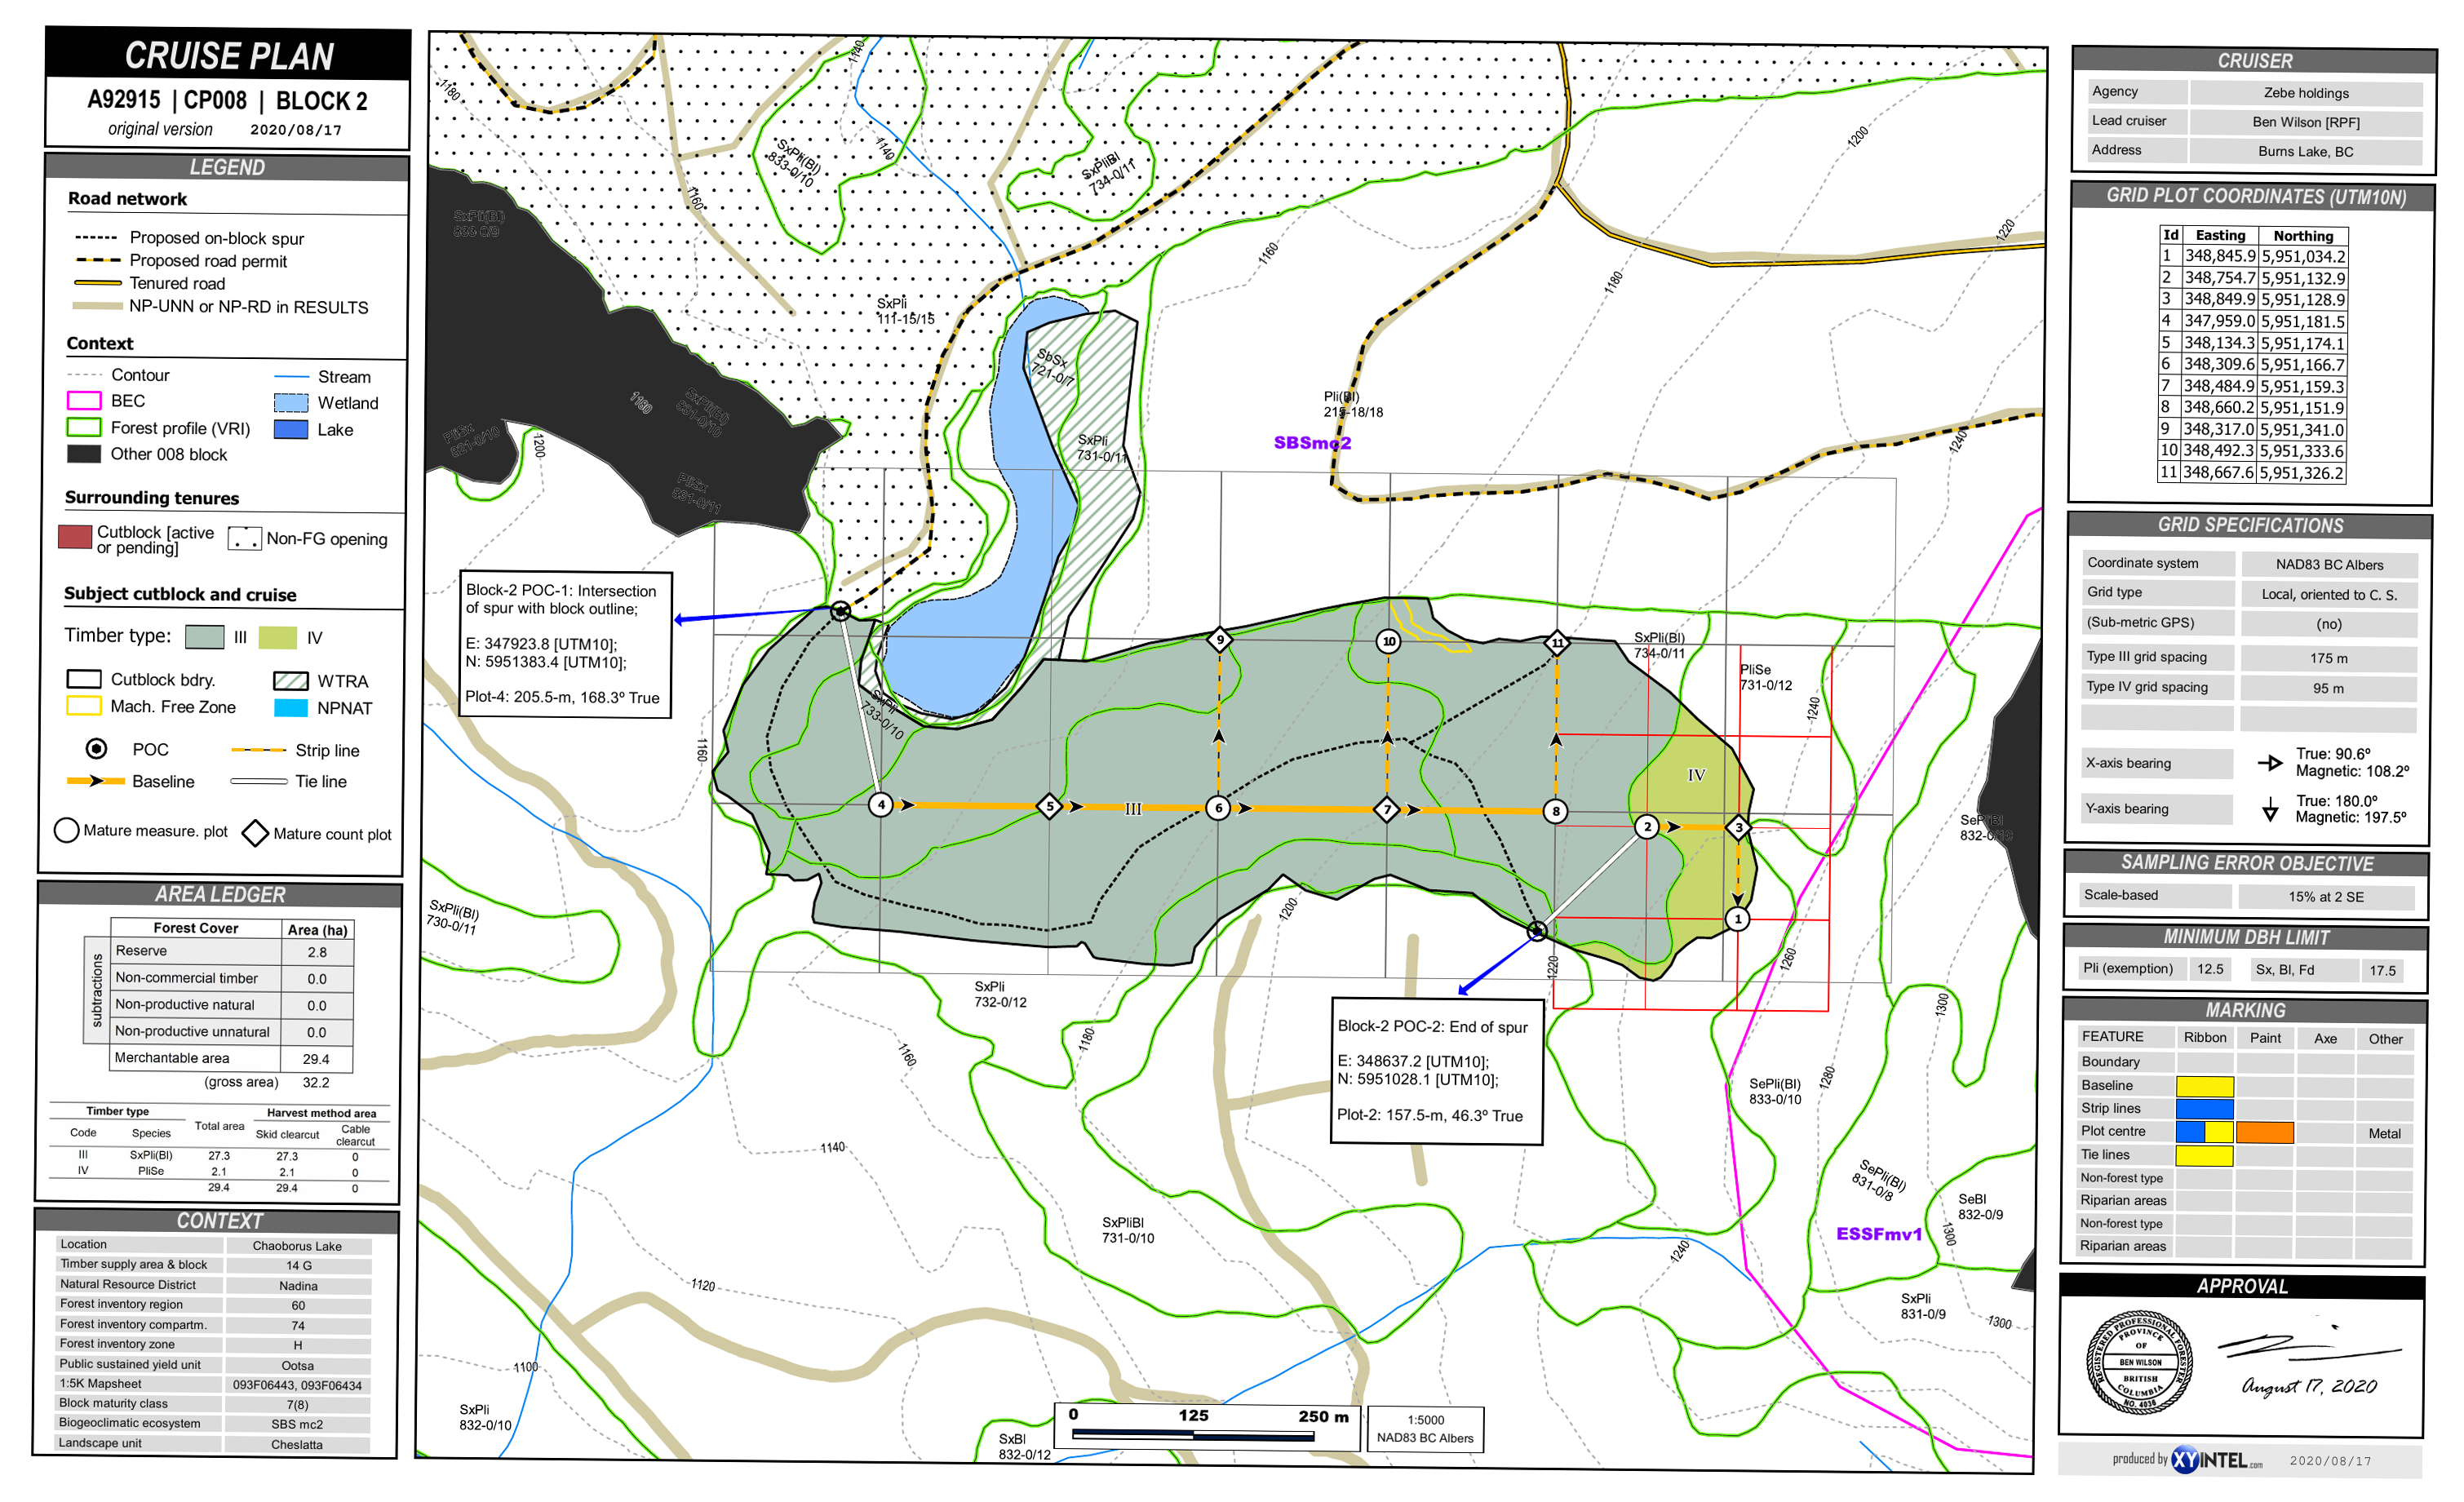 CRUISE PLAN
A92915 | CP008 | BLOCK 2
original version 2020/08/17
LEGEND
Road network
Proposed on-block spur
Proposed road permit
Tenured road
NP-UNN or NP-RD in RESULTS
Context
Contour
Stream
BEC
Wetland
Forest profile (VRI)
Lake
Other 008 block
Surrounding tenures
Cutblock [active
or pending]
Non-FG opening
Subject cutblock and cruise
Timber type: III IV
Cutblock bdry.
WTRA
Mach. Free Zone
NPNAT
POC
Strip line
Baseline
Tie line
Mature measure. plot
Mature count plot
AREA LEDGER
Forest Cover Area (ha)
subtractions
Reserve 2.8
Non-commercial timber 0.0
Non-productive natural 0.0
Non-productive unnatural 0.0
Merchantable area 29.4
(gross area) 32.2
Timber type Total area Harvest method area
Code Species Skid clearcut Cable
clearcut
III SxPli(Bl) 27.3 27.3 0
IV PliSe 2.1 2.1 0
29.4 29.4 0
CONTEXT
Location Chaoborus Lake
Timber supply area & block 14 G
Natural Resource District Nadina
Forest inventory region 60
Forest inventory compartm. 74
Forest inventory zone H
Public sustained yield unit Ootsa
1:5K Mapsheet 093F06443, 093F06434
Block maturity class 7(8)
Biogeoclimatic ecosystem SBS mc2
Landscape unit Cheslatta
1180
1140
SxPli(Bl)
833-0/10
1140
1160
SxPliBl
734-0/11
1200
1220
1160
1180
SxPli(Bl)
833-0/9
SxPli
111-15/15
SbSx
721-0/7
1180
SxPli(Bl)
831-0/10
PliSx
821-0/10
1200
PliSx
831-0/11
SxPli
731-0/11
Pli(Bl)
215-18/18
SBSmc2
1240
Block-2 POC-1: Intersection
of spur with block outline;
E: 347923.8 [UTM10];
N: 5951383.4 [UTM10];
Plot-4: 205.5-m, 168.3º True
SxPli
733-0/10
1160
9
10
11
SxPli(Bl)
734-0/11
PliSe
731-0/12
1240
IV
4
5
III
6
7
8
2
3
1
SePliBl
SxPli(Bl)
730-0/11
1200
1220
1260
SxPli
732-0/12
1160
1180
Block-2 POC-2: End of spur
E: 348637.2 [UTM10];
N: 5951028.1 [UTM10];
Plot-2: 157.5-m, 46.3º True
1300
1280
SePli(Bl)
833-0/10
1140
SePli(Bl)
831-0/8
SeBl
832-0/9
1300
ESSFmv1
SxPliBl
731-0/10
1240
1120
SxPli
831-0/9
1300
1100
SxPli
832-0/10
SxBl
832-0/12
0 125 250 m
1:5000
NAD83 BC Albers
CRUISER
Agency Zebe holdings
Lead cruiser Ben Wilson [RPF]
Address Burns Lake, BC
GRID PLOT COORDINATES (UTM10N)
Id Easting Northing
1 348,845.9 5,951,034.2
2 348,754.7 5,951,132.9
3 348,849.9 5,951,128.9
4 347,959.0 5,951,181.5
5 348,134.3 5,951,174.1
6 348,309.6 5,951,166.7
7 348,484.9 5,951,159.3
8 348,660.2 5,951,151.9
9 348,317.0 5,951,341.0
10 348,492.3 5,951,333.6
11 348,667.6 5,951,326.2
GRID SPECIFICATIONS
Coordinate system NAD83 BC Albers
Grid type Local, oriented to C. S.
(Sub-metric GPS) (no)
Type III grid spacing 175 m
Type IV grid spacing 95 m
X-axis bearing True: 90.6º
Magnetic: 108.2º
Y-axis bearing True: 180.0º
Magnetic: 197.5º
SAMPLING ERROR OBJECTIVE
Scale-based 15% at 2 SE
MINIMUM DBH LIMIT
Pli (exemption) 12.5 Sx, Bl, Fd 17.5
MARKING
FEATURE Ribbon Paint Axe Other
Boundary
Baseline
Strip lines
Plot centre Metal
Tie lines
Non-forest type
Riparian areas
Non-forest type
Riparian areas
APPROVAL
REGISTERED PROFESSIONAL FORESTER
PROVINCE
OF
BEN WILSON
BRITISH
COLUMBIA
NO. 4038
August 17, 2020
produced by XYINTEL.com 2020/08/17